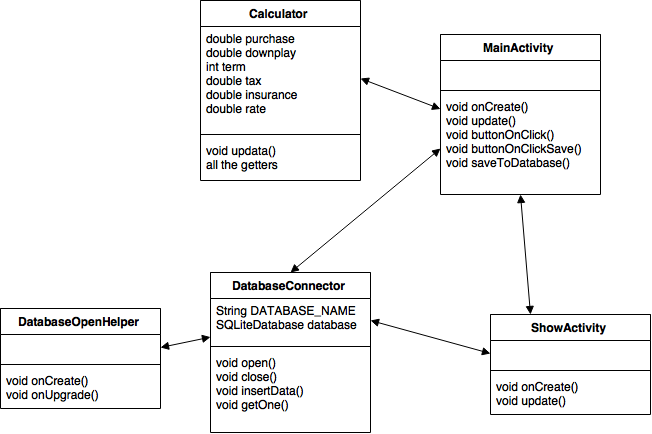 Calculator
double purchase
double downplay
int term
double tax
double insurance
double rate
void updata()
all the getters
MainActivity
void onCreate()
void update()
void buttonOnClick()
void buttonOnClickSave()
void saveToDatabase()
DatabaseConnector
String DATABASE_NAME
SQLiteDatabase database
void open()
void close()
void insertData()
void getOne()
DatabaseOpenHelper
void onCreate()
void onUpgrade()
ShowActivity
void onCreate()
void update()